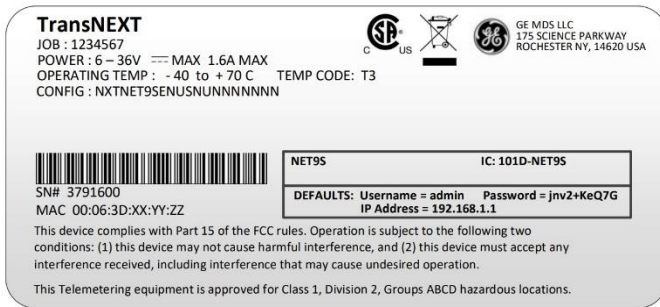 TransNEXT
JOB : 1234567
POWER : 6 – 36V ⎓ MAX 1.6A MAX
OPERATING TEMP : - 40 to + 70 C TEMP CODE: T3
CONFIG : NXTNET9SENUSNUNNNNNNN
SA
C US
GE
GE MDS LLC
175 SCIENCE PARKWAY
ROCHESTER NY, 14620 USA
SN# 3791600
MAC 00:06:3D:XX:YY:ZZ
NET9S IC: 101D-NET9S
DEFAULTS: Username = admin Password = jnv2+KeQ7G
IP Address = 192.168.1.1
This device complies with Part 15 of the FCC rules. Operation is subject to the following two
conditions: (1) this device may not cause harmful interference, and (2) this device must accept any
interference received, including interference that may cause undesired operation.
This Telemetering equipment is approved for Class 1, Division 2, Groups ABCD hazardous locations.